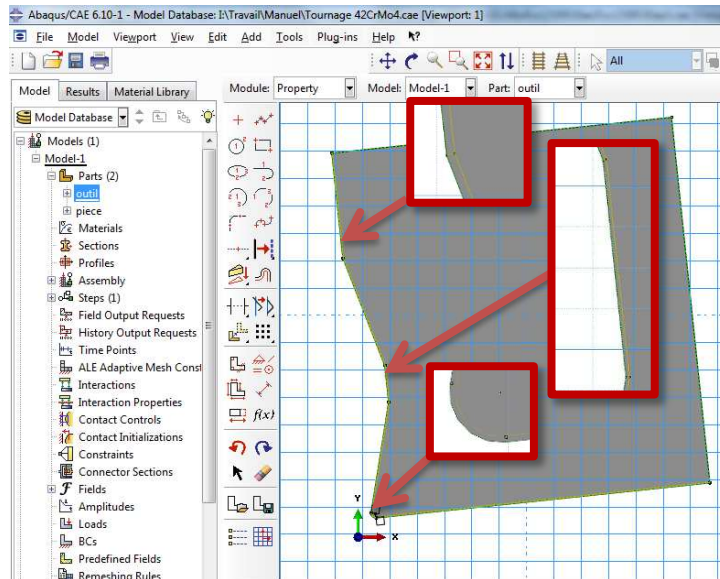 Abaqus/CAE 6.10-1 - Model Database: I:\Travail\Manuel\Tournage 42CrMo4.cae [Viewport: 1]
File Model Viewport View Edit Add Tools Plug-ins Help
All
Model Results Material Library
Module: Property Model: Model-1 Part: outil
Model Database
Models (1)
Model-1
Parts (2)
outil
piece
Materials
Sections
Profiles
Assembly
Steps (1)
Field Output Requests
History Output Requests
Time Points
ALE Adaptive Mesh Const
Interactions
Interaction Properties
Contact Controls
Contact Initializations
Constraints
Connector Sections
Fields
Amplitudes
Loads
BCs
Predefined Fields
Remeshing Rules
f(x)
Y
X